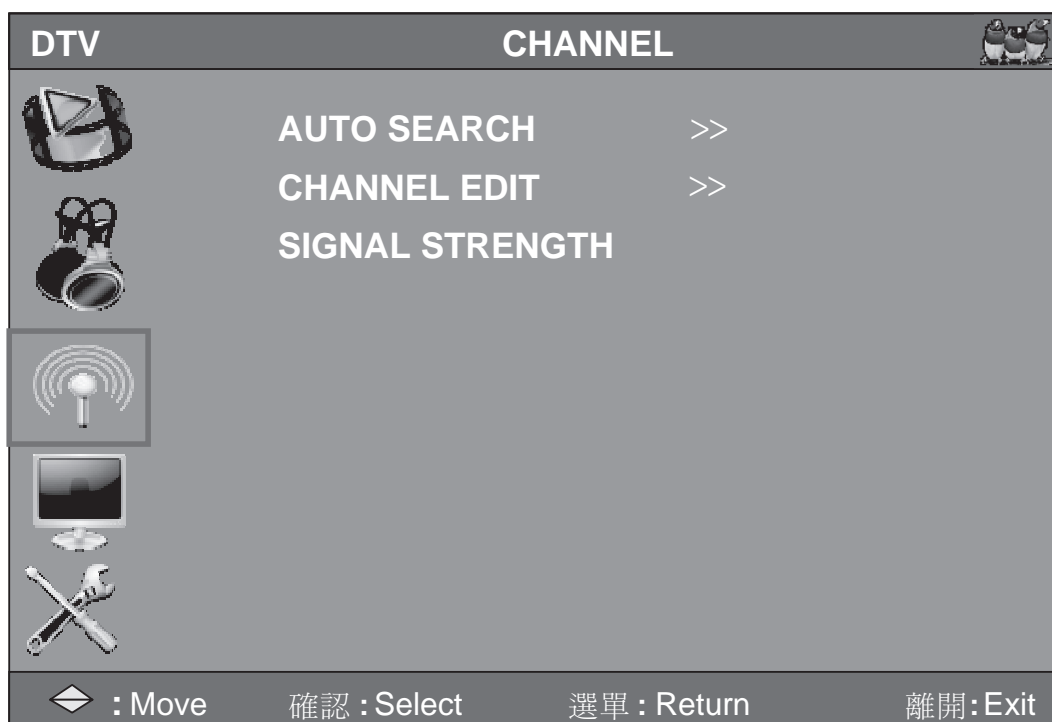 DTV CHANNEL
AUTO SEARCH >>
CHANNEL EDIT >>
SIGNAL STRENGTH
: Move 確認 : Select 選單 : Return 離開 : Exit